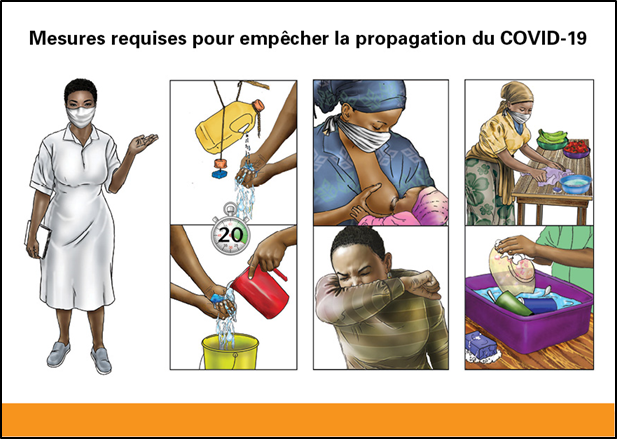 Mesures requises pour empêcher la propagation du COVID-19
20